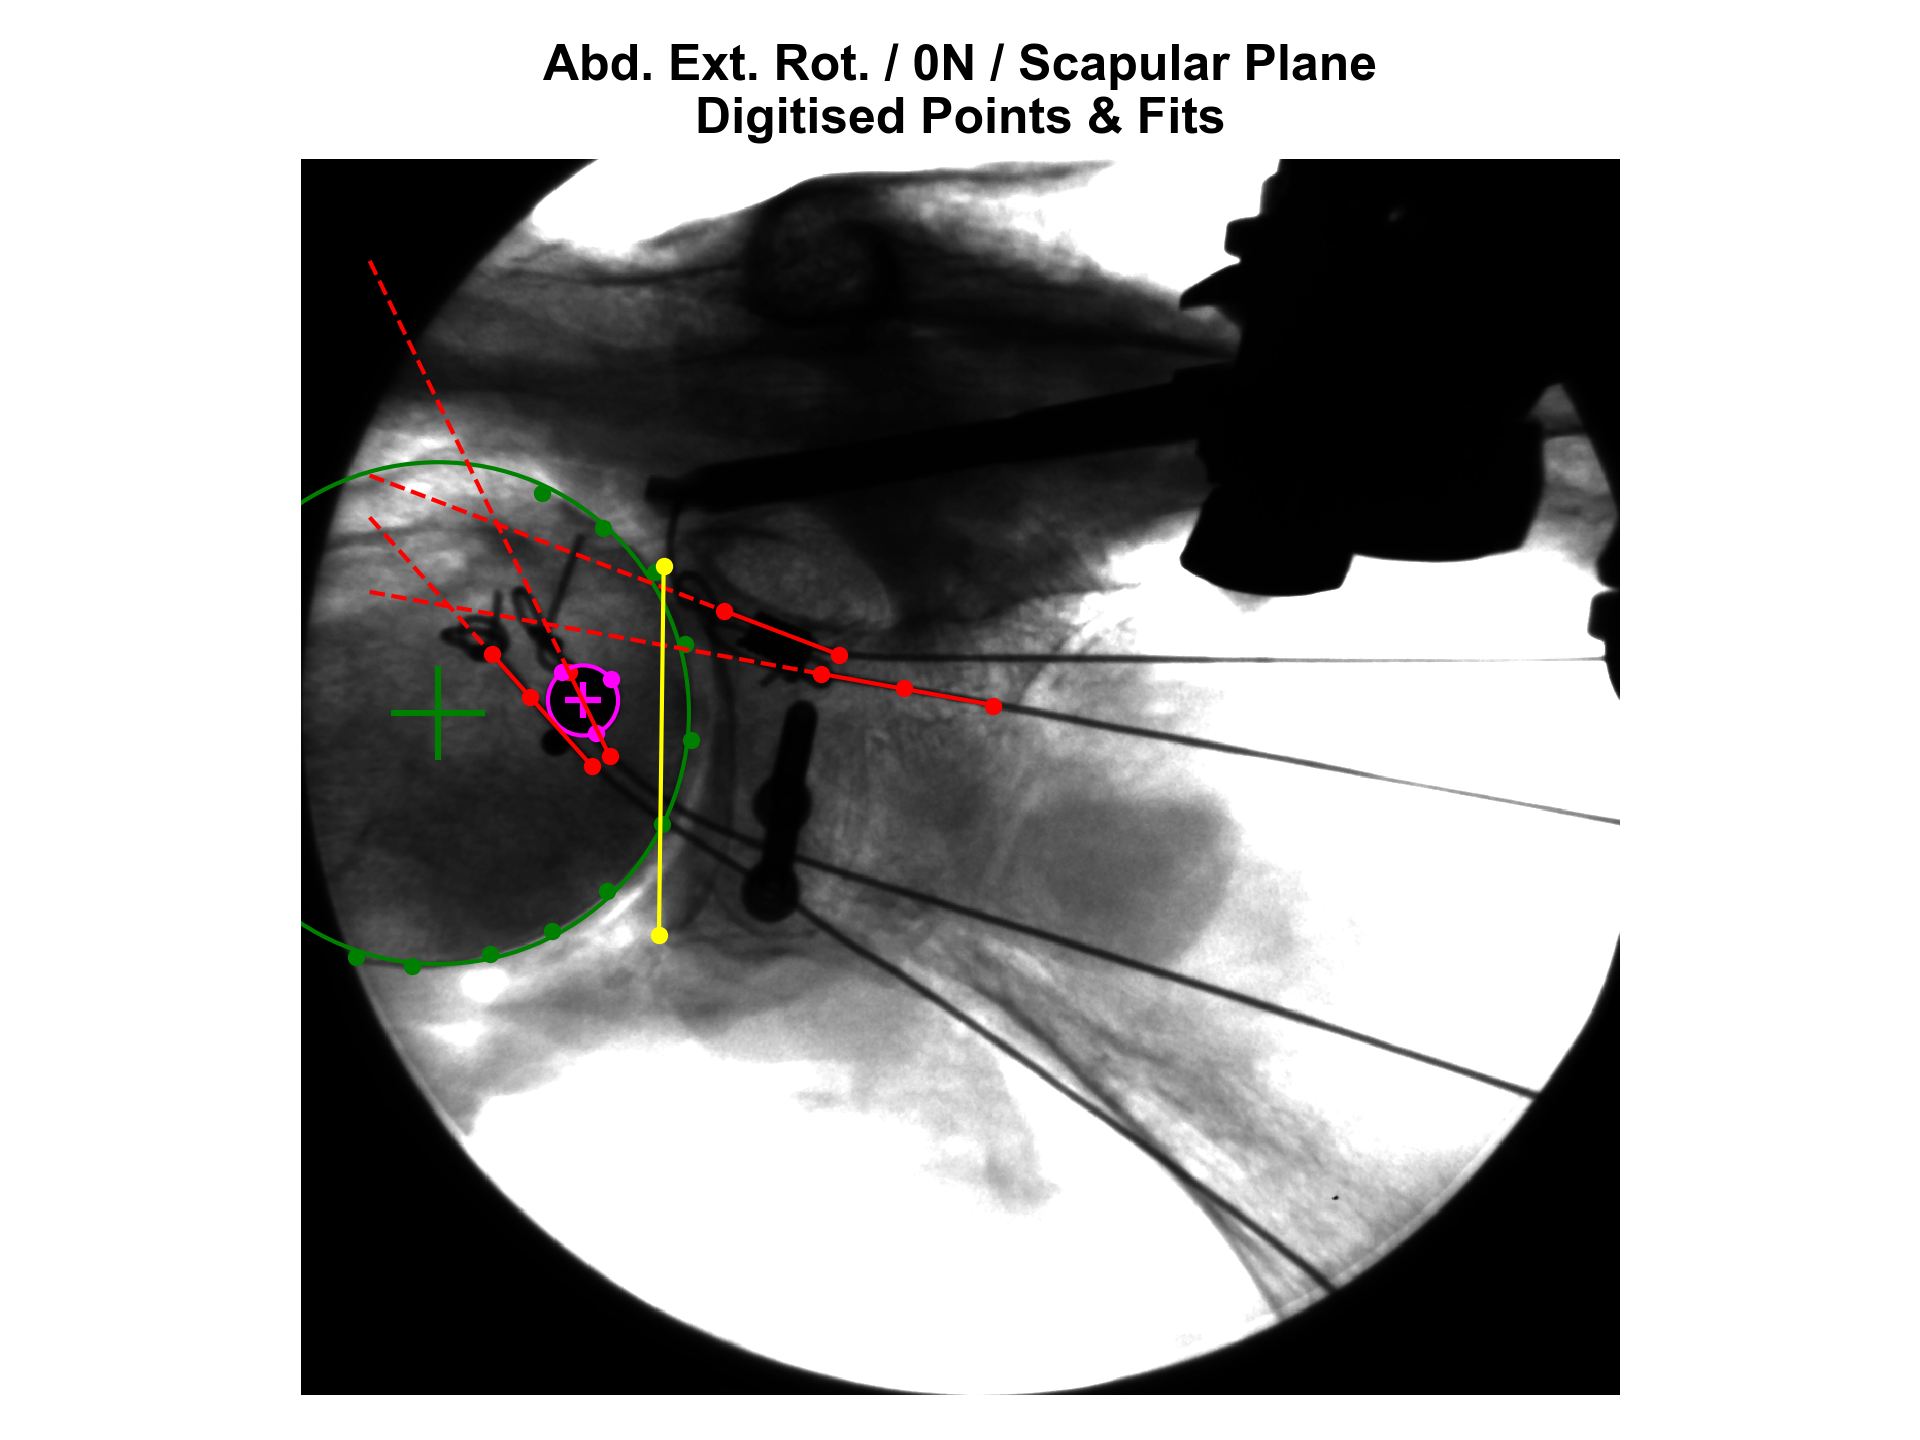 Abd. Ext. Rot. / 0N / Scapular Plane
Digitised Points & Fits